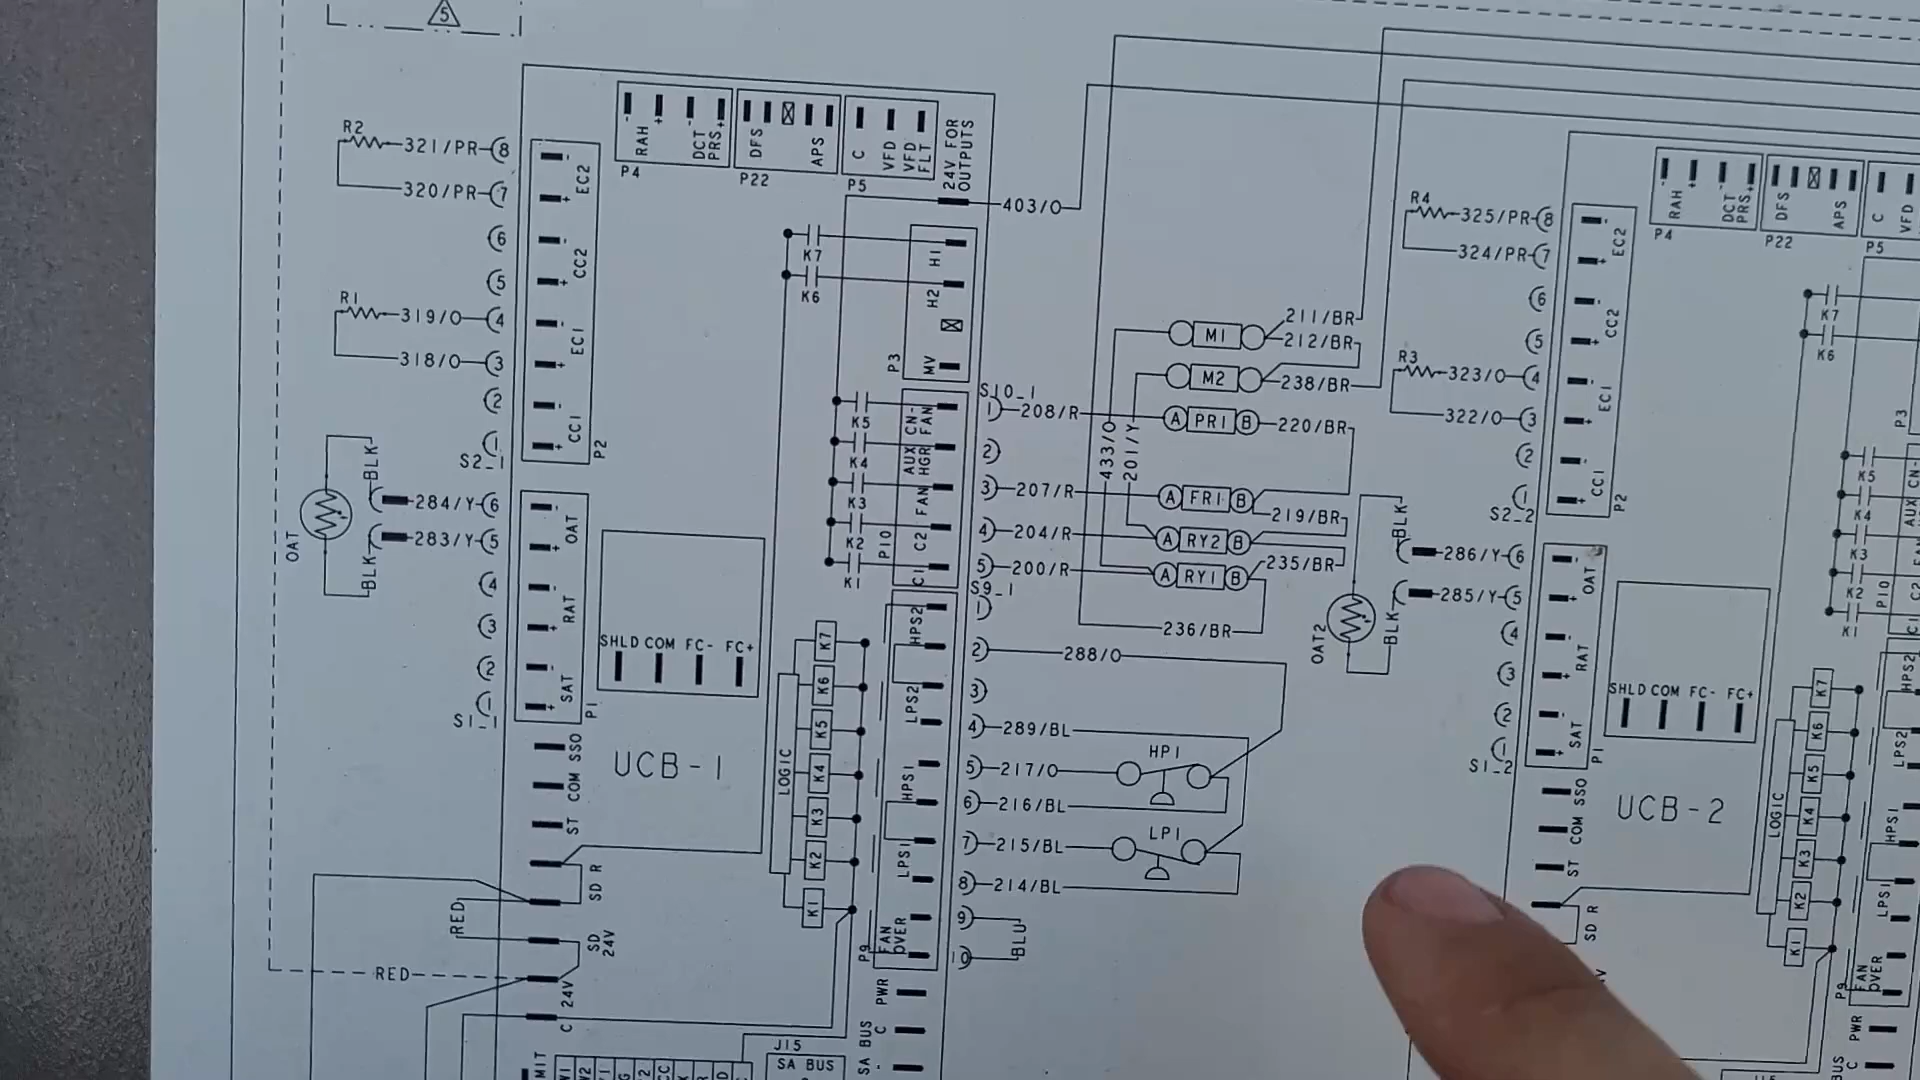 5
R2
321/PR
8
320/PR
7
6
5
R1
319/O
4
318/O
3
2
1
S2_1
EC2
CC2
EC1
CC1
P2
RAH
DCT
PRS
P4
DFS
APS
P22
C
VFD
VFD
FLT
P5
24V FOR
OUTPUTS
403/O
K7
K6
H1
H2
MV
P3
S10_1
K5
K4
K3
K2
K1
CN-
FAN
AUX
HGR
FAN
C2
C1
P10
1
208/R
2
3
207/R
4
204/R
5
200/R
S9_1
M1
211/BR
212/BR
M2
238/BR
A PR1 B
220/BR
433/O
201/Y
A FR1 B
219/BR
A RY2 B
235/BR
A RY1 B
236/BR
OAT
BLK
284/Y
6
283/Y
5
BLK
4
3
2
1
S1_1
OAT
RAT
SAT
P1
SHLD COM FC- FC+
UCB-1
SSO
COM
ST
R
SD
SD
24V
24V
C
RED
RED
LOGIC
K7
K6
K5
K4
K3
K2
K1
HPS2
LPS2
HPS1
LPS1
FAN
OVER
P9
1
2
288/O
3
4
289/BL
5
217/O
HP1
6
216/BL
7
215/BL
LP1
8
214/BL
9
10
BLU
PWR
C
SA BUS
J15
SA BUS
R4
325/PR
8
324/PR
7
6
5
R3
323/O
4
322/O
3
2
1
S2_2
EC2
CC2
EC1
CC1
P2
RAH
DCT
PRS
P4
DFS
APS
P22
C
VFD
P5
K7
K6
P3
K5
K4
K3
K2
K1
AUX
CN-
P10
C2
C1
OAT2
BLK
286/Y
6
285/Y
5
BLK
4
3
2
1
S1_2
OAT
RAT
SAT
P1
SHLD COM FC- FC+
UCB-2
SSO
COM
ST
R
SD
LOGIC
K7
K6
K5
K4
K3
K2
K1
HPS2
LPS2
HPS1
LPS1
FAN
OVER
P9
PWR
C
BUS